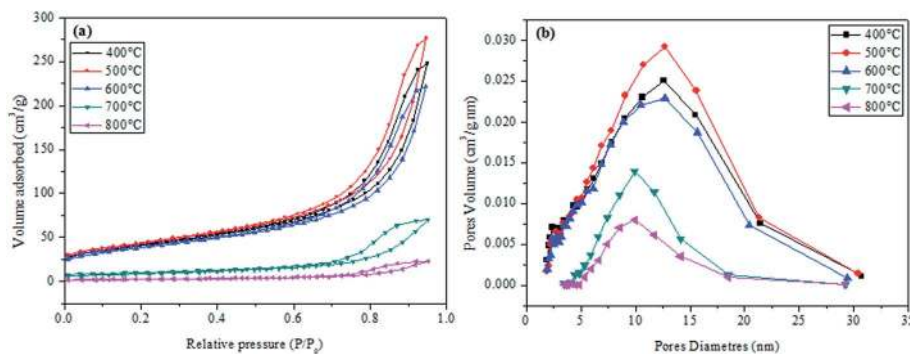 (a)
400°C
500°C
600°C
700°C
800°C
300
250
200
150
100
50
0
0.0 0.2 0.4 0.6 0.8 1.0
Volume adsorbed (cm³/g)
Relative pressure (P/P₀)
(b)
400°C
500°C
600°C
700°C
800°C
0.030
0.025
0.020
0.015
0.010
0.005
0.000
0 5 10 15 20 25 30 35
Pores Volume (cm³/g nm)
Pores Diametres (nm)